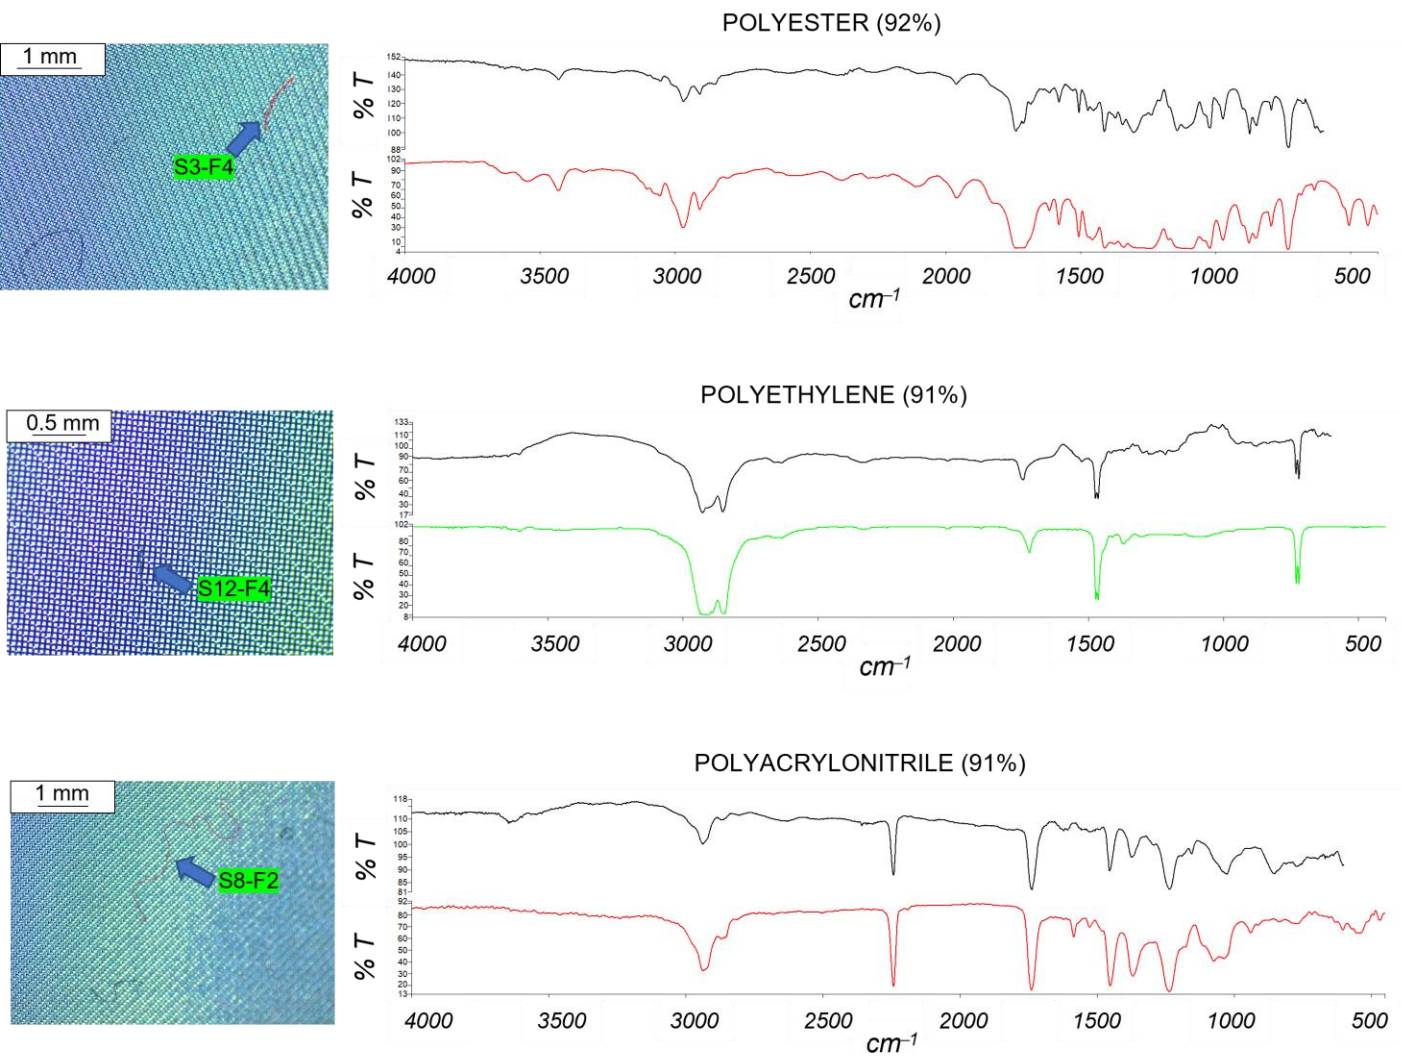 POLYESTER (92%)
1 mm
S3-F4
% T
152
140
130
120
110
100
88
% T
102
90
70
60
50
40
30
10
4
4000 3500 3000 2500 2000 1500 1000 500
cm⁻¹
POLYETHYLENE (91%)
0.5 mm
S12-F4
% T
133
110
100
90
70
60
40
30
17
% T
102
80
70
60
50
40
30
20
8
4000 3500 3000 2500 2000 1500 1000 500
cm⁻¹
POLYACRYLONITRILE (91%)
1 mm
S8-F2
% T
118
110
105
100
95
90
85
81
% T
92
80
70
60
50
40
30
20
13
4000 3500 3000 2500 2000 1500 1000 500
cm⁻¹